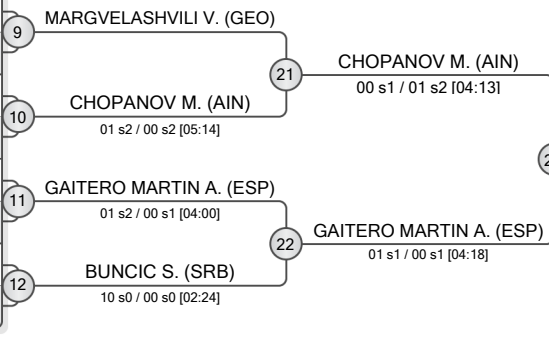 9
MARGVELASHVILI V. (GEO)
21
CHOPANOV M. (AIN)
00 s1 / 01 s2 [04:13]
10
CHOPANOV M. (AIN)
01 s2 / 00 s2 [05:14]
11
GAITERO MARTIN A. (ESP)
01 s2 / 00 s1 [04:00]
22
GAITERO MARTIN A. (ESP)
01 s1 / 00 s1 [04:18]
12
BUNCIC S. (SRB)
10 s0 / 00 s0 [02:24]